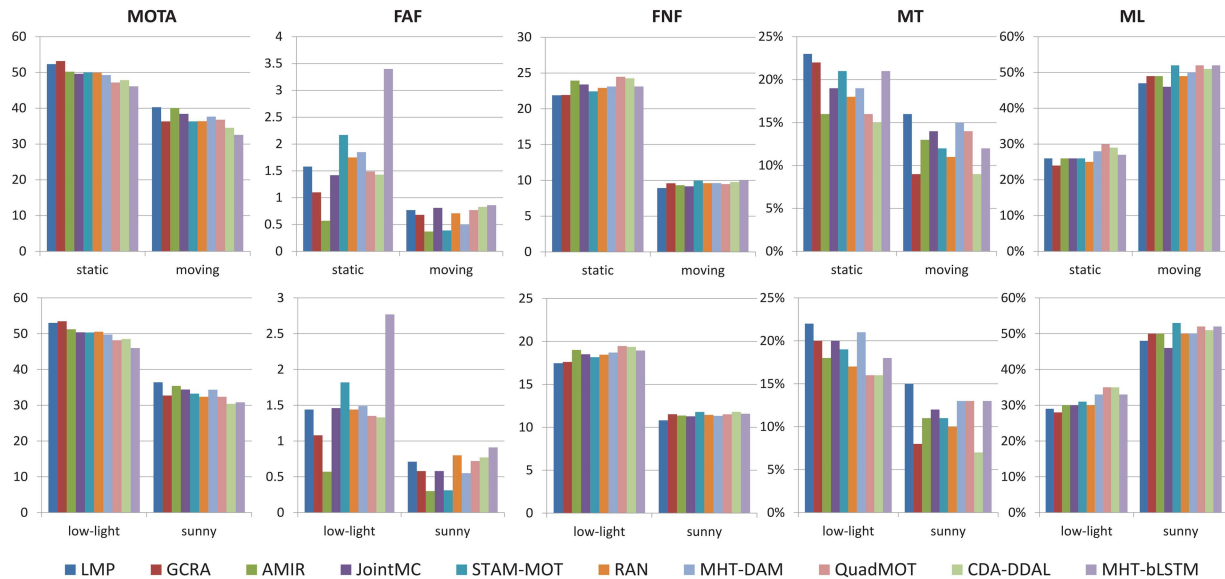 MOTA FAF FNF MT ML
60 4 30 25% 60%
50 3.5 25 20% 50%
40 3 20 15% 40%
30 2.5 15 10% 30%
20 2 10 5% 20%
10 1.5 5 0% 10%
0 1 0 0%
0.5
0
static moving static moving static moving static moving static moving
60 3 25 25% 60%
50 2.5 20 20% 50%
40 2 15 15% 40%
30 1.5 10 10% 30%
20 1 5 5% 20%
10 0.5 0 0% 10%
0 0 0%
low-light sunny low-light sunny low-light sunny low-light sunny low-light sunny
LMP GCRA AMIR JointMC STAM-MOT RAN MHT-DAM QuadMOT CDA-DDAL MHT-bLSTM